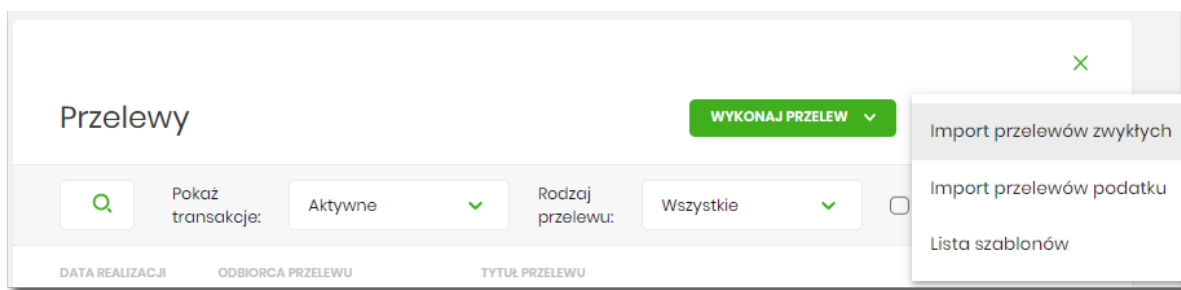 Przelewy
WYKONAJ PRZELEW
Import przelewów zwykłych
Import przelewów podatku
Lista szablonów
Pokaż
transakcje:
Aktywne
Rodzaj
przelewu:
Wszystkie
DATA REALIZACJI
ODBIORCA PRZELEWU
TYTUŁ PRZELEWU